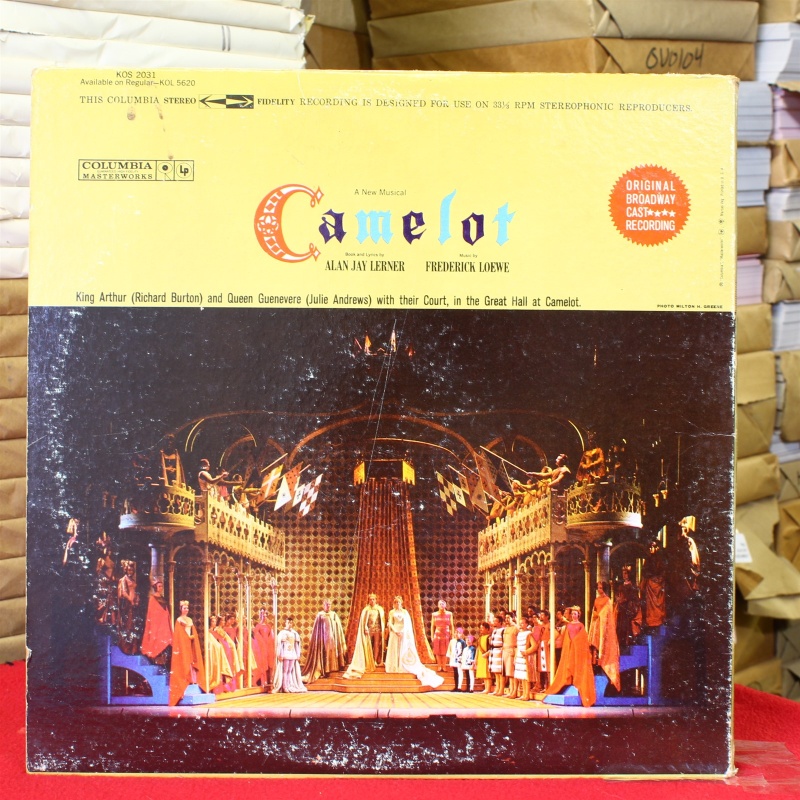 KOS 2031
Available on Regular—KOL 5620
THIS COLUMBIA STEREO FIDELITY RECORDING IS DESIGNED FOR USE ON 33⅓ RPM STEREOPHONIC REPRODUCERS.
COLUMBIA
MASTERWORKS
Lp
A New Musical
Camelot
Book and Lyrics by
ALAN JAY LERNER
Music by
FREDERICK LOEWE
ORIGINAL
BROADWAY
CAST★★★★
RECORDING
King Arthur (Richard Burton) and Queen Guenevere (Julie Andrews) with their Court, in the Great Hall at Camelot.
PHOTO MILTON H. GREENE